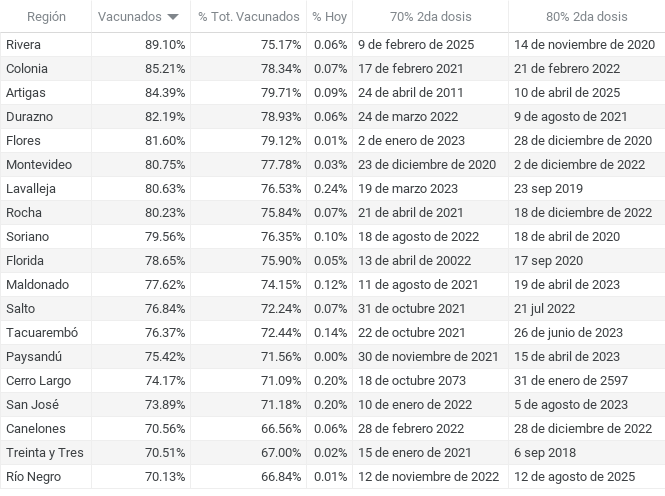 Región Vacunados % Tot. Vacunados % Hoy 70% 2da dosis 80% 2da dosis
Rivera 89.10% 75.17% 0.06% 9 de febrero de 2025 14 de noviembre de 2020
Colonia 85.21% 78.34% 0.07% 17 de febrero 2021 21 de febrero 2022
Artigas 84.39% 79.71% 0.09% 24 de abril de 2011 10 de abril de 2025
Durazno 82.19% 78.93% 0.06% 24 de marzo 2022 9 de agosto de 2021
Flores 81.60% 79.12% 0.01% 2 de enero de 2023 28 de diciembre de 2020
Montevideo 80.75% 77.78% 0.03% 23 de diciembre de 2020 2 de diciembre de 2022
Lavalleja 80.63% 76.53% 0.24% 19 de marzo 2023 23 sep 2019
Rocha 80.23% 75.84% 0.07% 21 de abril de 2021 18 de diciembre de 2022
Soriano 79.56% 76.35% 0.10% 18 de agosto de 2022 18 de abril de 2020
Florida 78.65% 75.90% 0.05% 13 de abril de 20022 17 sep 2020
Maldonado 77.62% 74.15% 0.12% 11 de agosto de 2021 19 de abril de 2023
Salto 76.84% 72.24% 0.07% 31 de octubre 2021 21 jul 2022
Tacuarembó 76.37% 72.44% 0.14% 22 de octubre 2021 26 de junio de 2023
Paysandú 75.42% 71.56% 0.00% 30 de noviembre de 2021 15 de abril de 2023
Cerro Largo 74.17% 71.09% 0.20% 18 de octubre 2073 31 de enero de 2597
San José 73.89% 71.18% 0.20% 10 de enero de 2022 5 de agosto de 2023
Canelones 70.56% 66.56% 0.06% 28 de febrero 2022 28 de diciembre de 2022
Treinta y Tres 70.51% 67.00% 0.02% 15 de enero de 2021 6 sep 2018
Río Negro 70.13% 66.84% 0.01% 12 de noviembre de 2022 12 de agosto de 2025